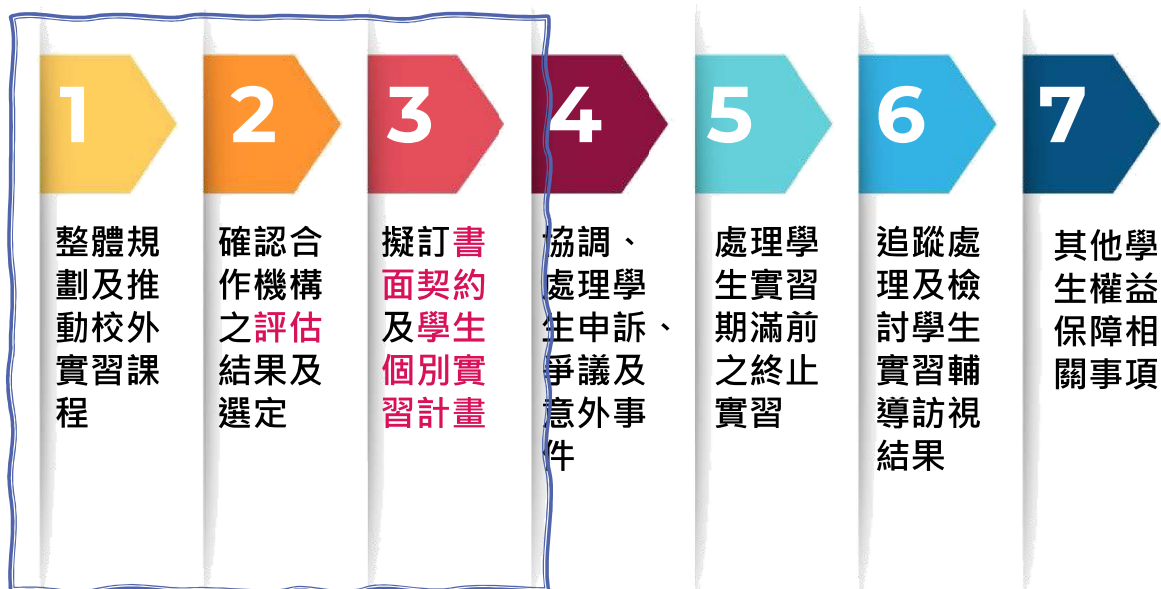 1
整體規
劃及推
動校外
實習課
程
2
確認合
作機構
之評估
結果及
選定
3
擬訂書
面契約
及學生
個別實
習計畫
4
協調、
處理學
生申訴、
爭議及
意外事
件
5
處理學
生實習
期滿前
之終止
實習
6
追蹤處
理及檢
討學生
實習輔
導訪視
結果
7
其他學
生權益
保障相
關事項